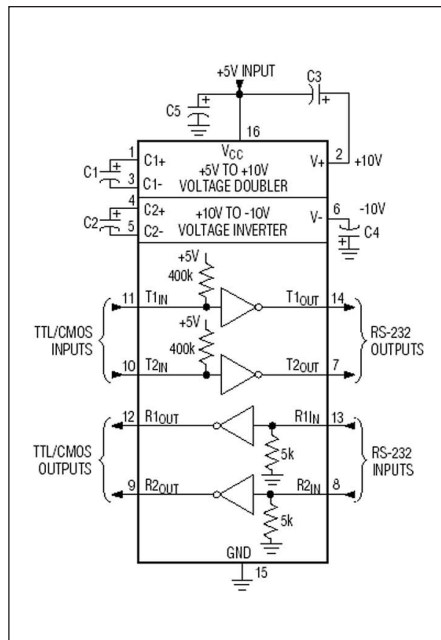 +5V INPUT
C3
+
C5
+
+
16
VCC
1
C1+
+5V TO +10V
V+
2
+10V
C1
+
3
C1-
VOLTAGE DOUBLER
4
C2+
+10V TO -10V
V-
6
-10V
C2
+
5
C2-
VOLTAGE INVERTER
+
C4
+5V
400k
TTL/CMOS
INPUTS
11
T1IN
T1OUT
14
RS-232
OUTPUTS
+5V
400k
10
T2IN
T2OUT
7
TTL/CMOS
OUTPUTS
12
R1OUT
R1IN
13
RS-232
INPUTS
5k
9
R2OUT
R2IN
8
5k
GND
15